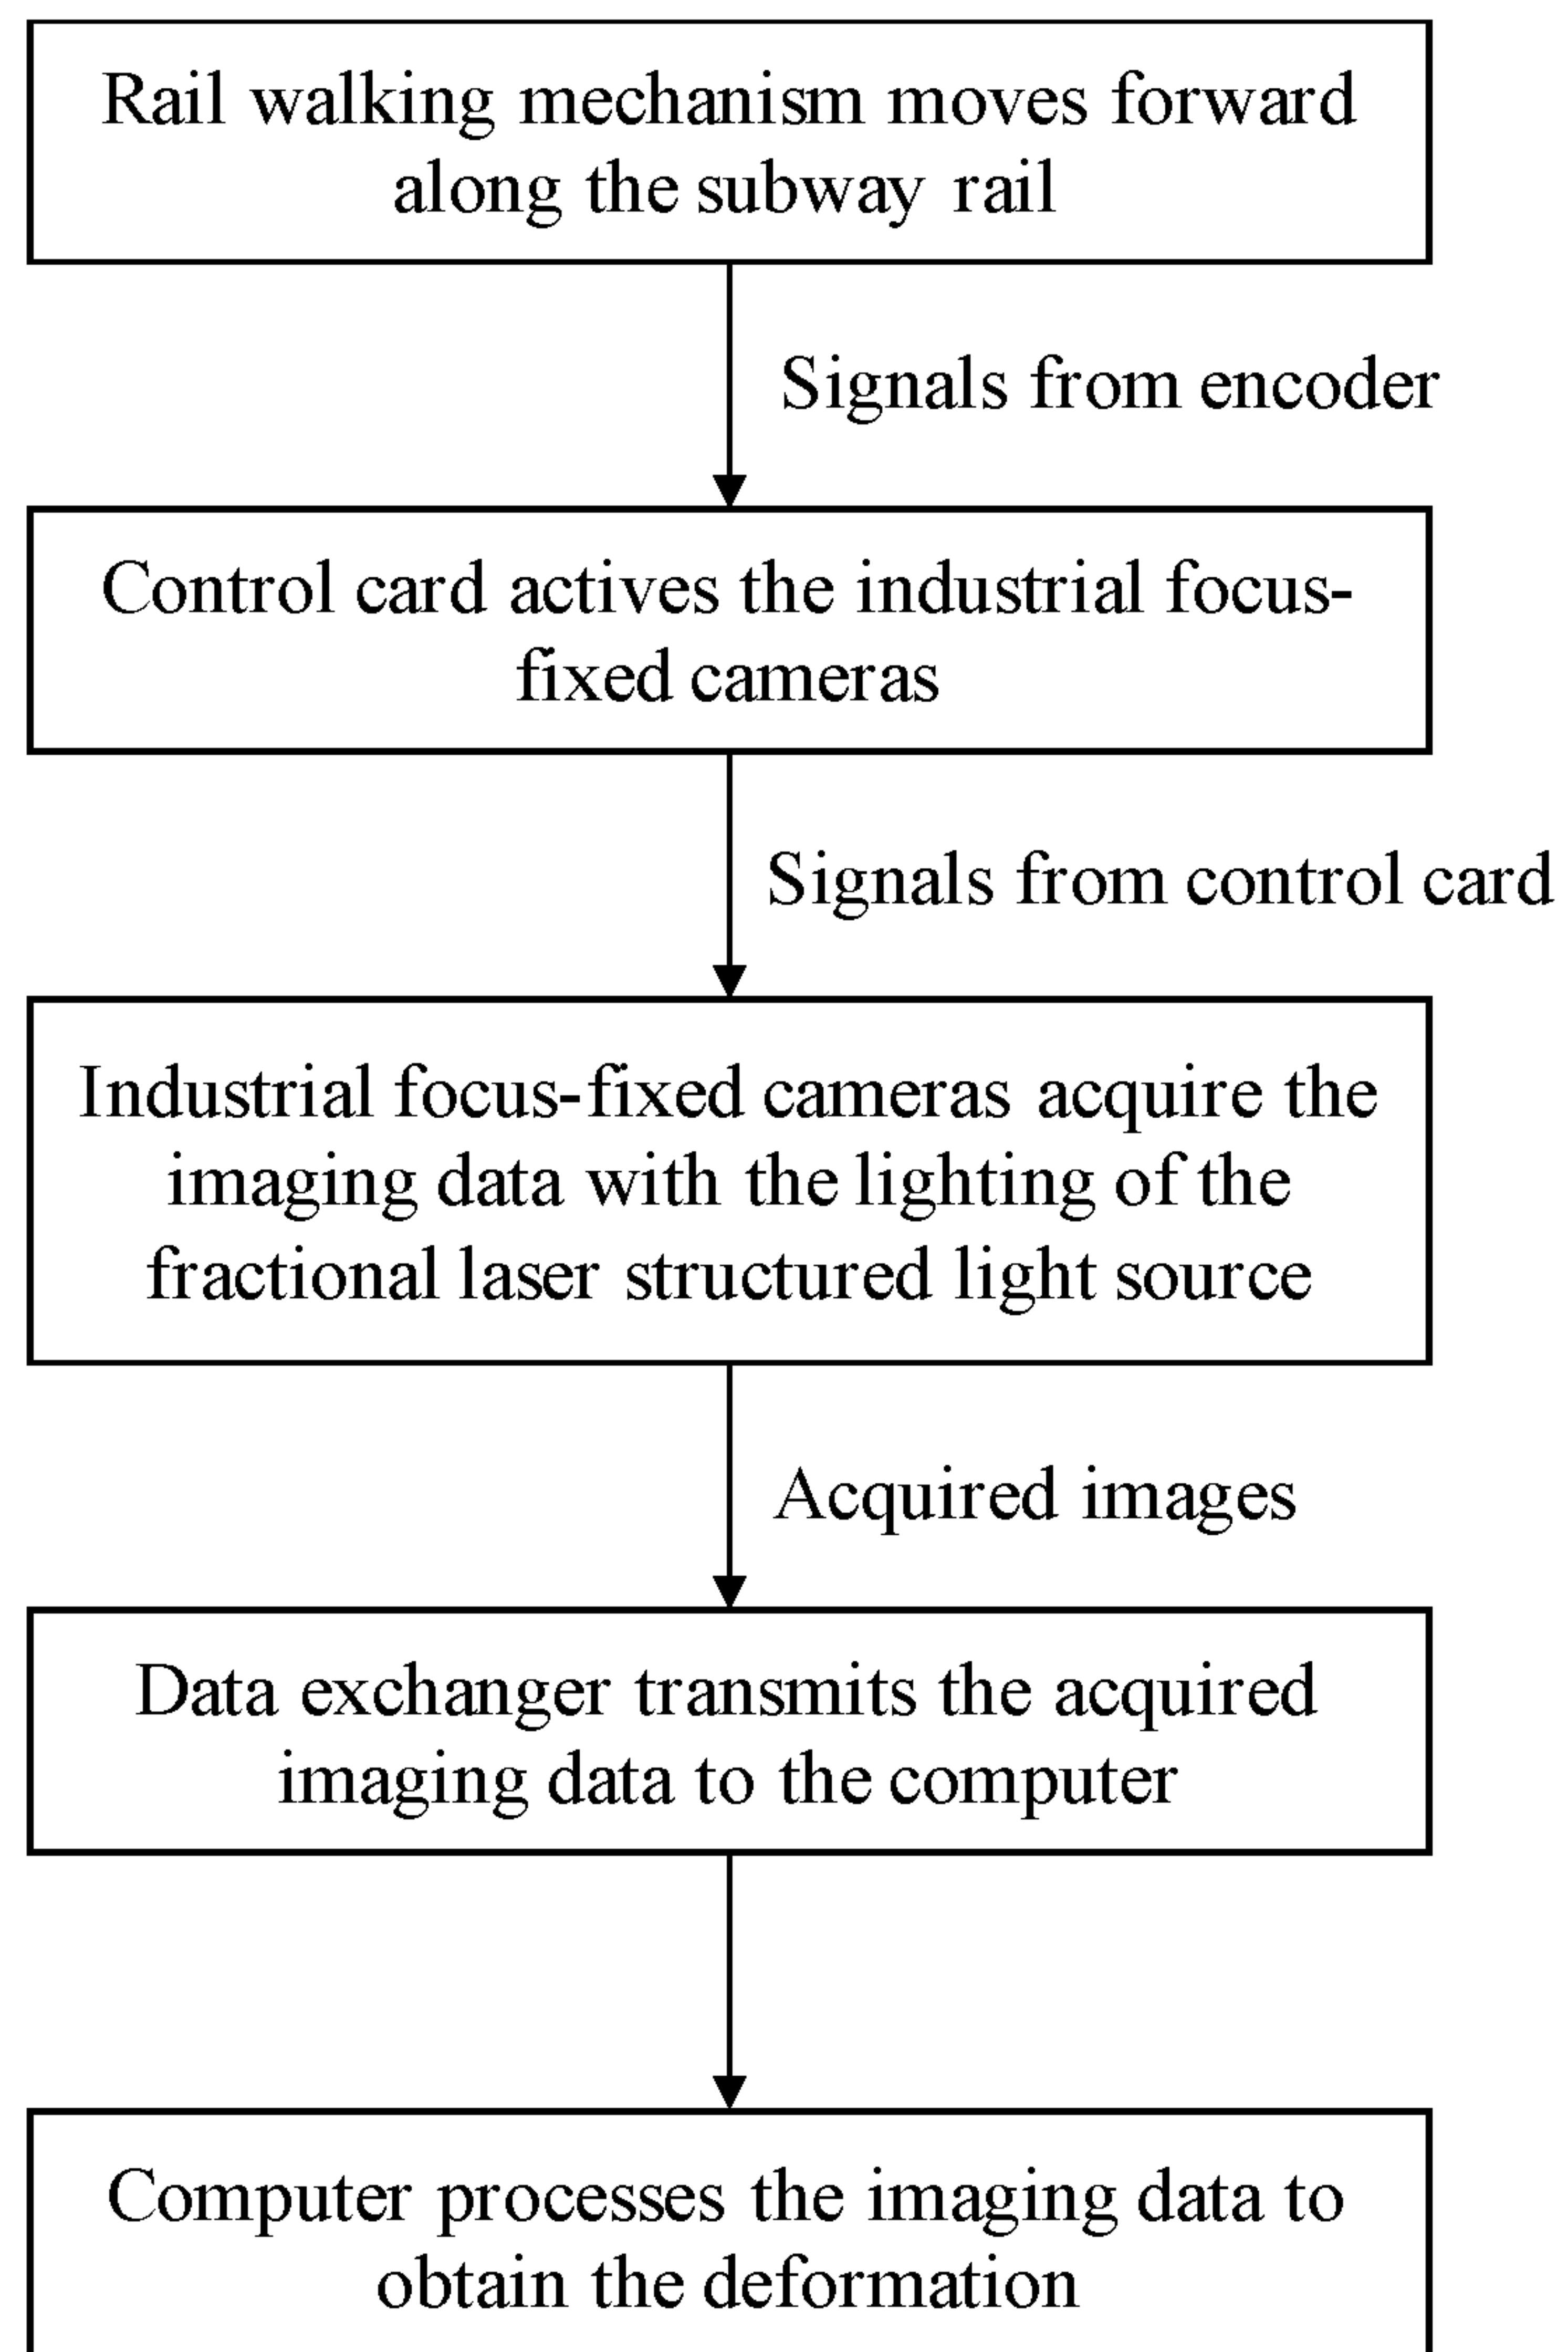 Rail walking mechanism moves forward
along the subway rail
Signals from encoder
Control card actives the industrial focus-
fixed cameras
Signals from control card
Industrial focus-fixed cameras acquire the
imaging data with the lighting of the
fractional laser structured light source
Acquired images
Data exchanger transmits the acquired
imaging data to the computer
Computer processes the imaging data to
obtain the deformation